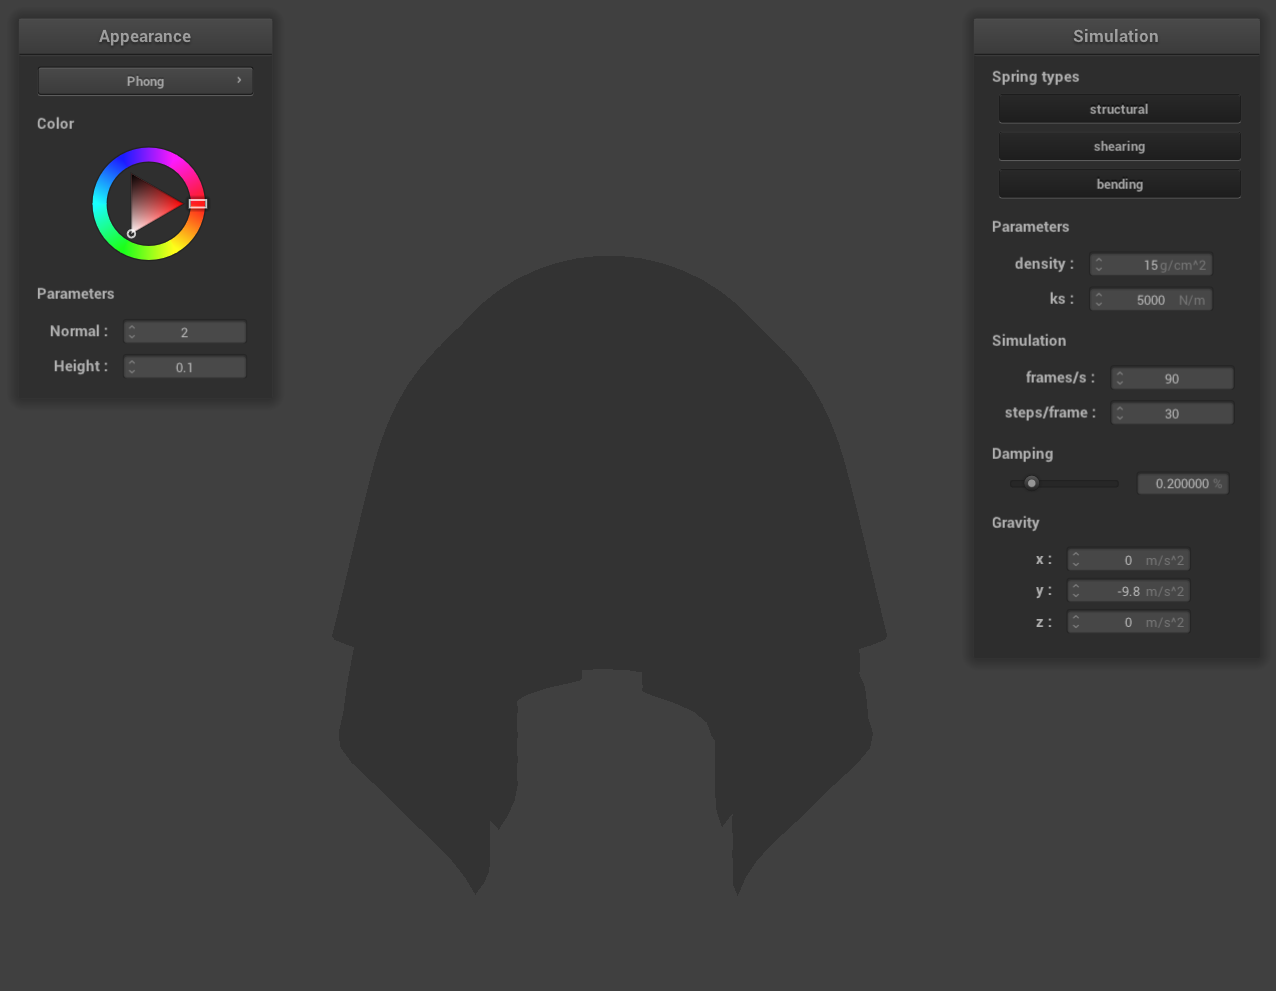 Appearance
Phong ›
Color
Parameters
Normal : 2
Height : 0.1
Simulation
Spring types
structural
shearing
bending
Parameters
density : 15 g/cm^2
ks : 5000 N/m
Simulation
frames/s : 90
steps/frame : 30
Damping
0.200000 %
Gravity
x : 0 m/s^2
y : -9.8 m/s^2
z : 0 m/s^2